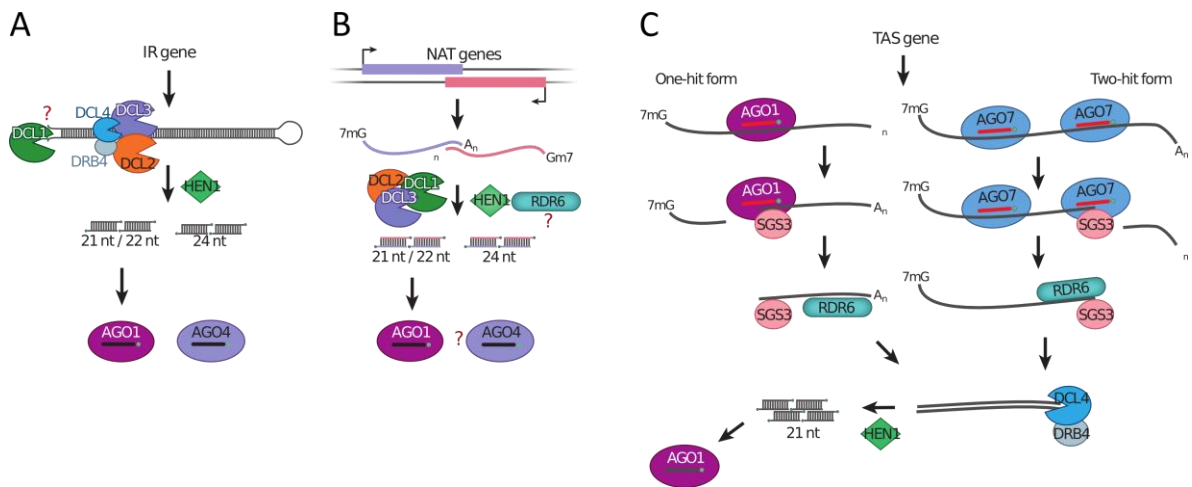 A
IR gene
?
DCL1
DCL4
DCL3
DRB4
DCL2
HEN1
21 nt / 22 nt
24 nt
AGO1
AGO4
B
NAT genes
7mG
An
n
Gm7
DCL2
DCL1
DCL3
HEN1
RDR6
?
21 nt / 22 nt
24 nt
AGO1
?
AGO4
C
TAS gene
One-hit form
Two-hit form
7mG
AGO1
n
7mG
AGO7
AGO7
An
7mG
AGO1
SGS3
An
7mG
AGO7
AGO7
SGS3
n
SGS3
RDR6
An
7mG
RDR6
SGS3
21 nt
HEN1
DCL4
DRB4
AGO1